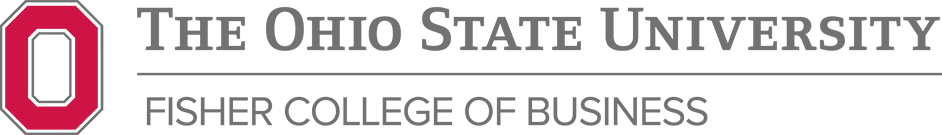 THE OHIO STATE UNIVERSITY
FISHER COLLEGE OF BUSINESS